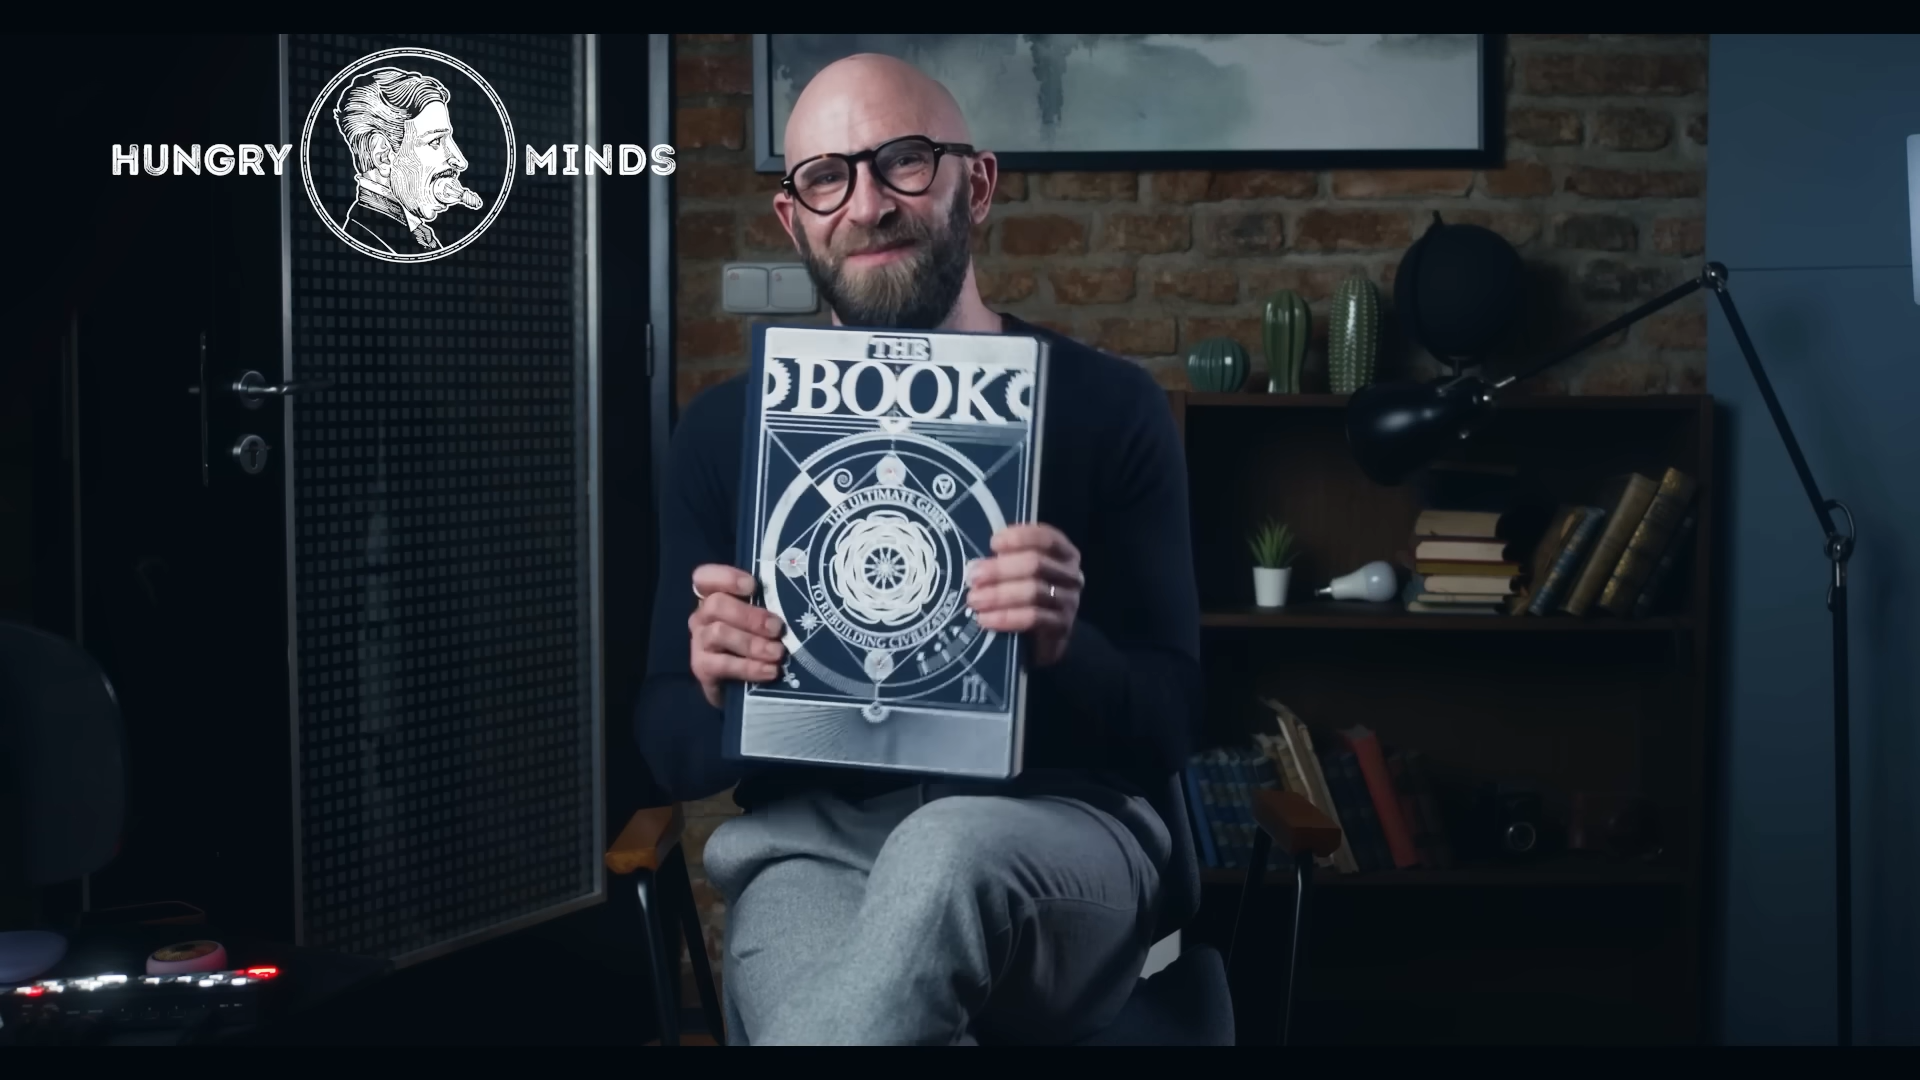 HUNGRY MINDS
THE
BOOK
THE ULTIMATE GUIDE
TO REBUILDING CIVILIZATION